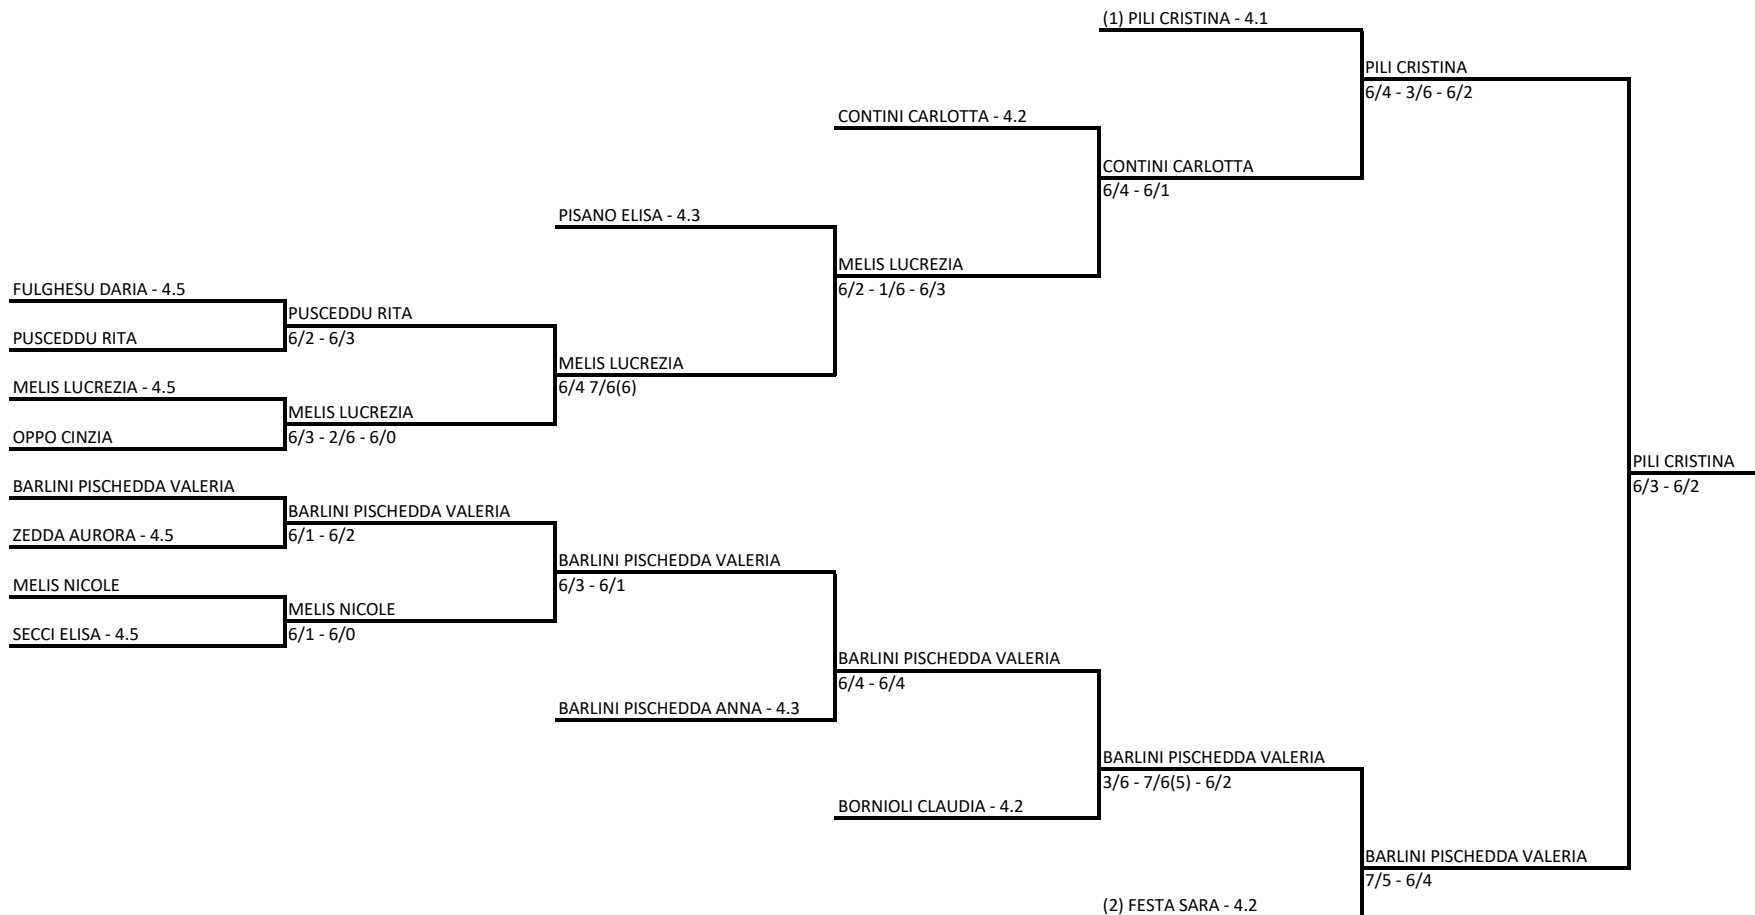 (1) PILI CRISTINA - 4.1
PILI CRISTINA
6/4 - 3/6 - 6/2
CONTINI CARLOTTA - 4.2
CONTINI CARLOTTA
6/4 - 6/1
PISANO ELISA - 4.3
MELIS LUCREZIA
6/2 - 1/6 - 6/3
FULGHESU DARIA - 4.5
PUSCEDDU RITA
6/2 - 6/3
PUSCEDDU RITA
MELIS LUCREZIA
6/4 7/6(6)
MELIS LUCREZIA - 4.5
MELIS LUCREZIA
6/3 - 2/6 - 6/0
OPPO CINZIA
PILI CRISTINA
6/3 - 6/2
BARLINI PISCHEDDA VALERIA
BARLINI PISCHEDDA VALERIA
6/1 - 6/2
ZEDDA AURORA - 4.5
BARLINI PISCHEDDA VALERIA
6/3 - 6/1
MELIS NICOLE
MELIS NICOLE
6/1 - 6/0
SECCI ELISA - 4.5
BARLINI PISCHEDDA VALERIA
6/4 - 6/4
BARLINI PISCHEDDA ANNA - 4.3
BARLINI PISCHEDDA VALERIA
3/6 - 7/6(5) - 6/2
BORNIOLI CLAUDIA - 4.2
BARLINI PISCHEDDA VALERIA
7/5 - 6/4
(2) FESTA SARA - 4.2